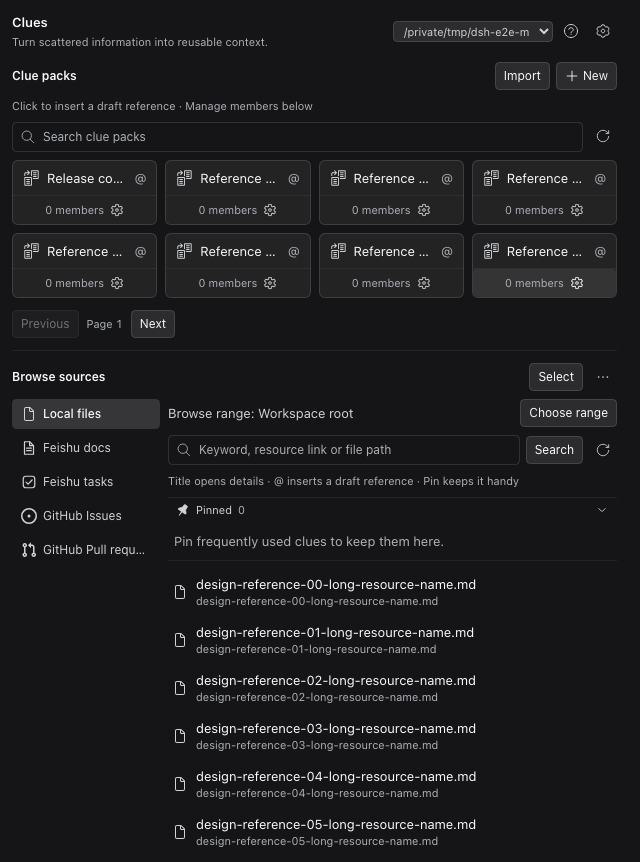 Clues
Turn scattered information into reusable context.
/private/tmp/dsh-e2e-m
Clue packs
Import
New
Click to insert a draft reference · Manage members below
Search clue packs
Release co... @
Reference ... @
Reference ... @
Reference ... @
0 members
0 members
0 members
0 members
Reference ... @
Reference ... @
Reference ... @
Reference ... @
0 members
0 members
0 members
0 members
Previous
Page 1
Next
Browse sources
Select
Local files
Feishu docs
Feishu tasks
GitHub Issues
GitHub Pull requ...
Browse range: Workspace root
Choose range
Keyword, resource link or file path
Search
Title opens details · @ inserts a draft reference · Pin keeps it handy
Pinned 0
Pin frequently used clues to keep them here.
design-reference-00-long-resource-name.md
design-reference-00-long-resource-name.md
design-reference-01-long-resource-name.md
design-reference-01-long-resource-name.md
design-reference-02-long-resource-name.md
design-reference-02-long-resource-name.md
design-reference-03-long-resource-name.md
design-reference-03-long-resource-name.md
design-reference-04-long-resource-name.md
design-reference-04-long-resource-name.md
design-reference-05-long-resource-name.md
design-reference-05-long-resource-name.md